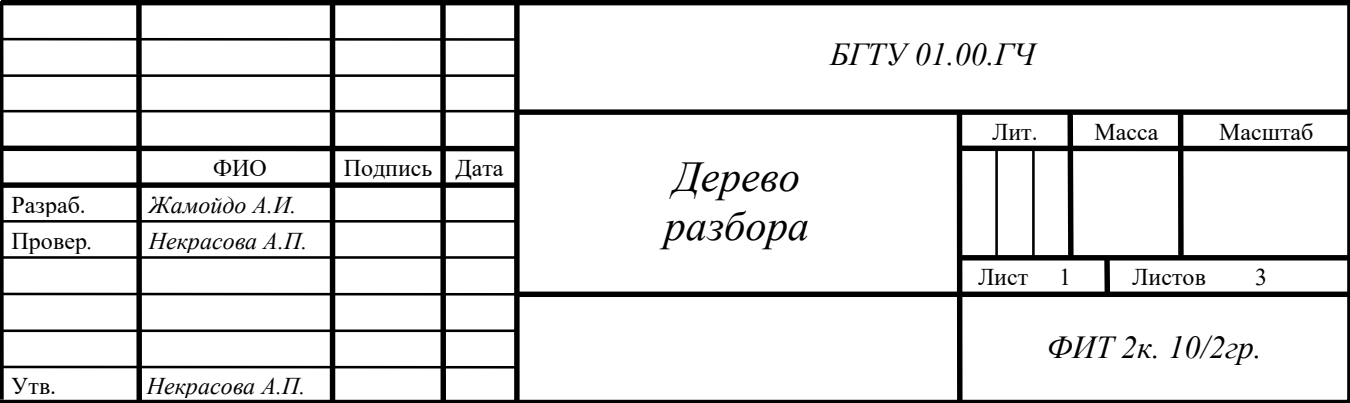 БГТУ 01.00.ГЧ
Лит. Масса Масштаб
ФИО Подпись Дата
Дерево
разбора
Разраб. Жамойдо А.И.
Провер. Некрасова А.П.
Лист 1 Листов 3
ФИТ 2к. 10/2гр.
Утв. Некрасова А.П.